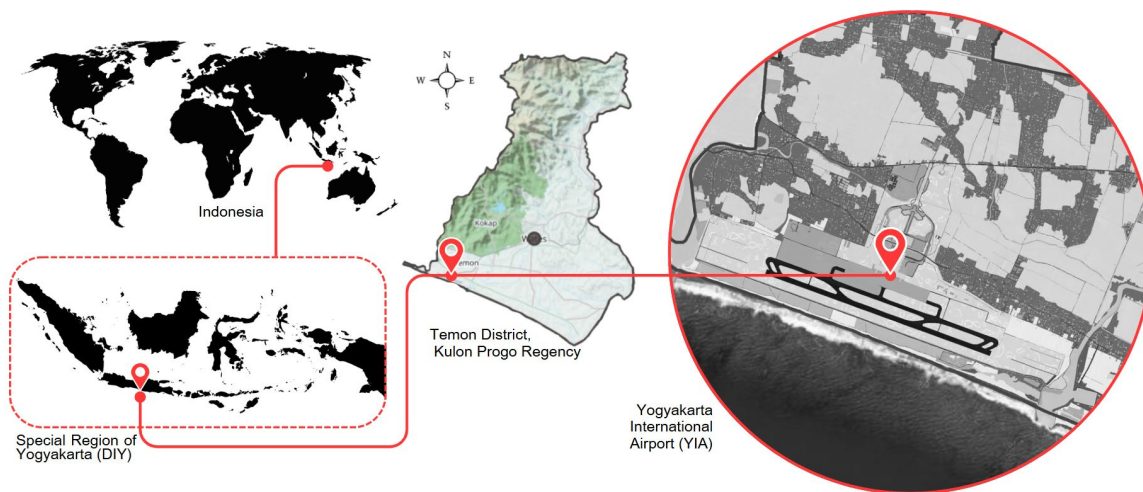 N
W E
S
Indonesia
Kokap
Temon District,
Kulon Progo Regency
Special Region of
Yogyakarta (DIY)
Yogyakarta
International
Airport (YIA)